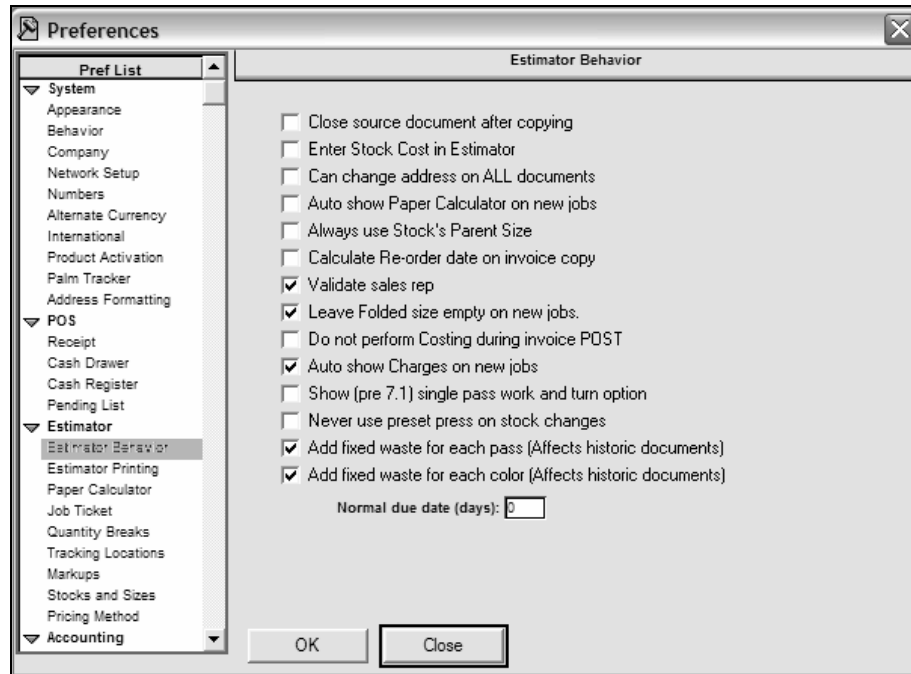 Preferences
Pref List
System
Appearance
Behavior
Company
Network Setup
Numbers
Alternate Currency
International
Product Activation
Palm Tracker
Address Formatting
POS
Receipt
Cash Drawer
Cash Register
Pending List
Estimator
Estimator Behavior
Estimator Printing
Paper Calculator
Job Ticket
Quantity Breaks
Tracking Locations
Markups
Stocks and Sizes
Pricing Method
Accounting
Estimator Behavior
Close source document after copying
Enter Stock Cost in Estimator
Can change address on ALL documents
Auto show Paper Calculator on new jobs
Always use Stock's Parent Size
Calculate Re-order date on invoice copy
Validate sales rep
Leave Folded size empty on new jobs.
Do not perform Costing during invoice POST
Auto show Charges on new jobs
Show (pre 7.1) single pass work and turn option
Never use preset press on stock changes
Add fixed waste for each pass (Affects historic documents)
Add fixed waste for each color (Affects historic documents)
Normal due date (days): 0
OK
Close